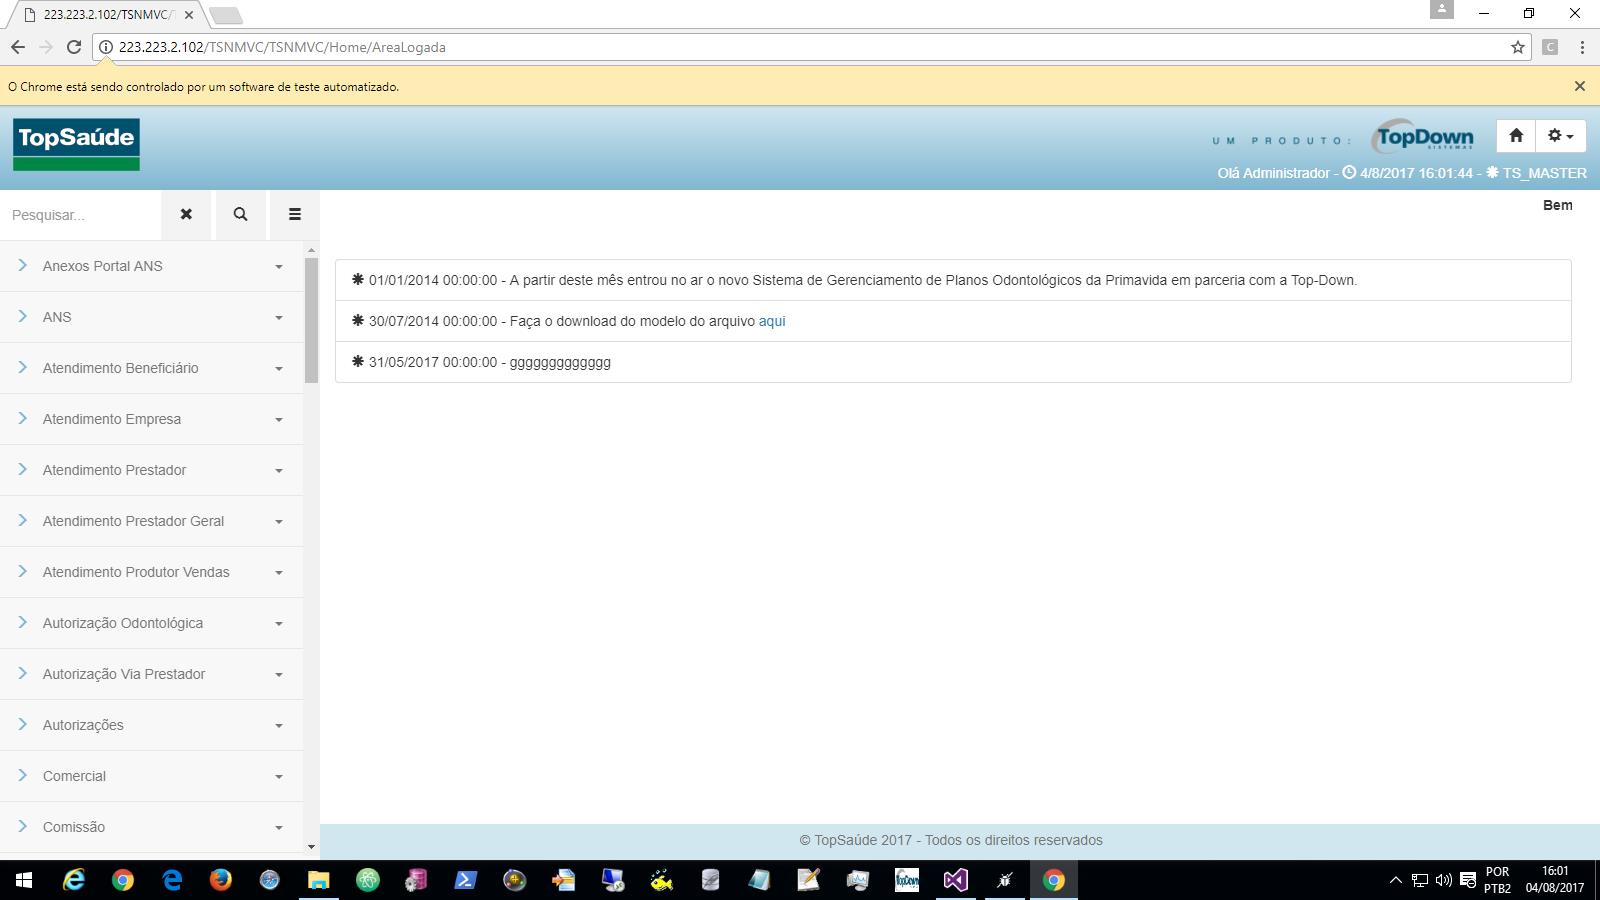 223.223.2.102/TSNMVC/
223.223.2.102/TSNMVC/TSNMVC/Home/AreaLogada
C
O Chrome está sendo controlado por um software de teste automatizado.
TopSaúde
UM PRODUTO:
TopDown
SISTEMAS
Olá Administrador - 4/8/2017 16:01:44 - TS_MASTER
Pesquisar...
Bem
Anexos Portal ANS
ANS
Atendimento Beneficiário
Atendimento Empresa
Atendimento Prestador
Atendimento Prestador Geral
Atendimento Produtor Vendas
Autorização Odontológica
Autorização Via Prestador
Autorizações
Comercial
Comissão
01/01/2014 00:00:00 - A partir deste mês entrou no ar o novo Sistema de Gerenciamento de Planos Odontológicos da Primavida em parceria com a Top-Down.
30/07/2014 00:00:00 - Faça o download do modelo do arquivo aqui
31/05/2017 00:00:00 - ggggggggggggg
© TopSaúde 2017 - Todos os direitos reservados
TopDown
POR
PTB2
16:01
04/08/2017